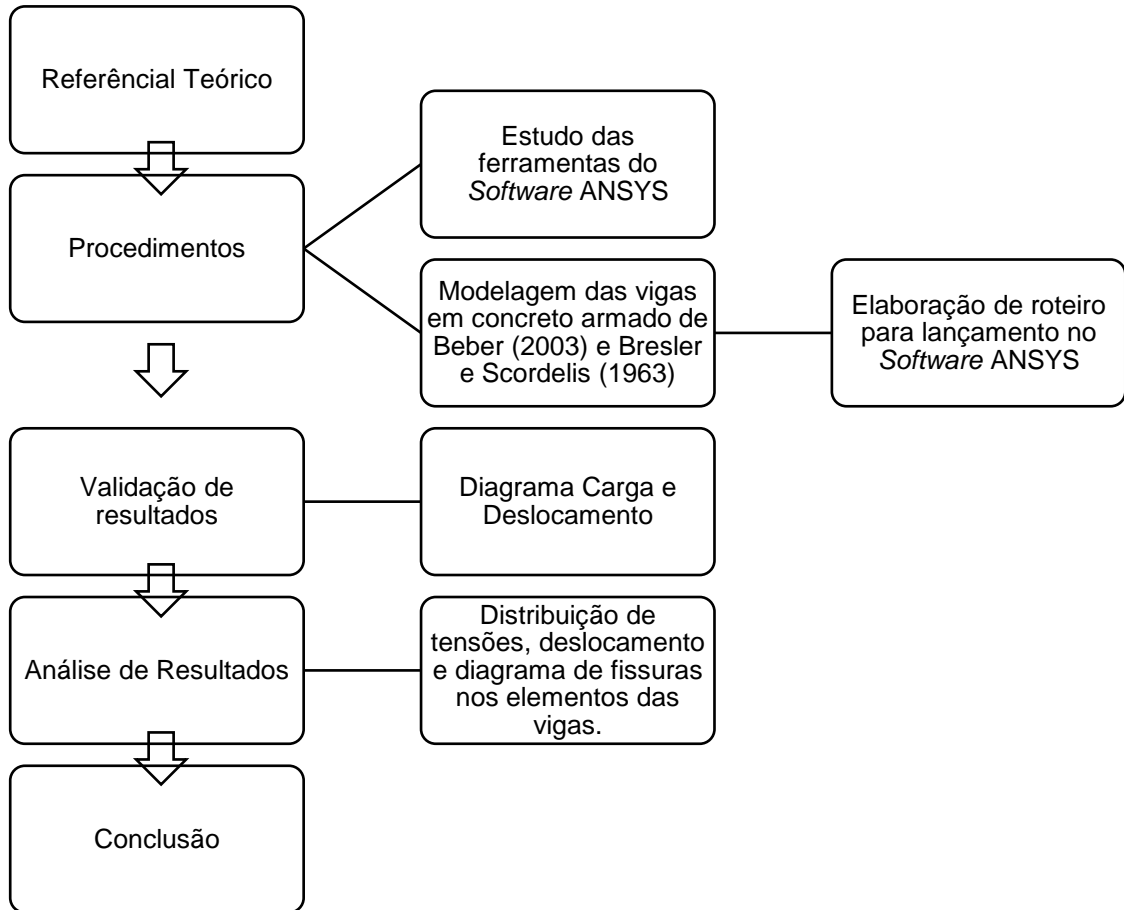 Referêncial Teórico
Procedimentos
Estudo das
ferramentas do
Software ANSYS
Modelagem das vigas
em concreto armado de
Beber (2003) e Bresler
e Scordelis (1963)
Elaboração de roteiro
para lançamento no
Software ANSYS
Validação de
resultados
Diagrama Carga e
Deslocamento
Análise de Resultados
Distribuição de
tensões, deslocamento
e diagrama de fissuras
nos elementos das
vigas.
Conclusão